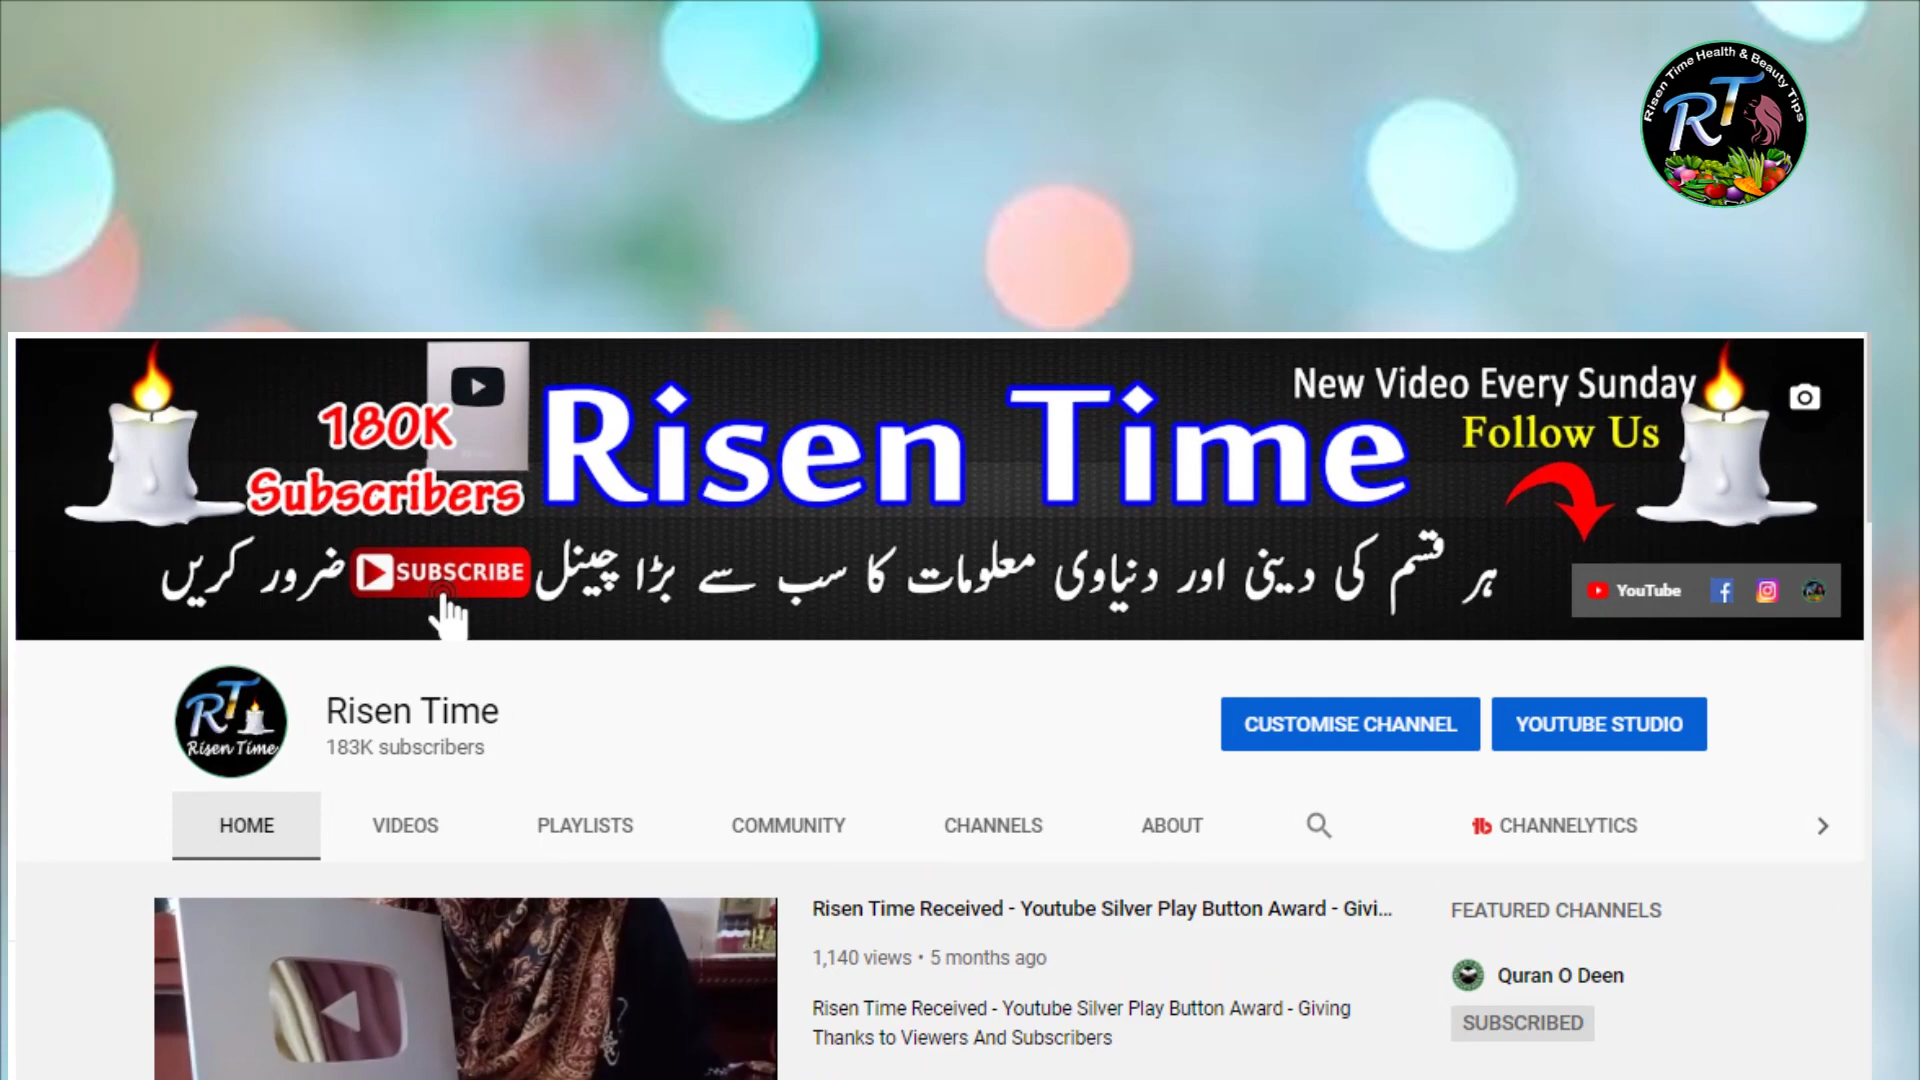 Risen Time Health & Beauty Tips
RT
180K
Subscribers
Risen Time
New Video Every Sunday
Follow Us
ہر قسم کی دینی اور دنیاوی معلومات کا سب سے بڑا چینل SUBSCRIBE ضرور کریں
YouTube
RT
Risen Time
Risen Time
183K subscribers
CUSTOMISE CHANNEL
YOUTUBE STUDIO
HOME
VIDEOS
PLAYLISTS
COMMUNITY
CHANNELS
ABOUT
CHANNELYTICS
Risen Time Received - Youtube Silver Play Button Award - Givi...
1,140 views • 5 months ago
Risen Time Received - Youtube Silver Play Button Award - Giving
Thanks to Viewers And Subscribers
FEATURED CHANNELS
Quran O Deen
SUBSCRIBED